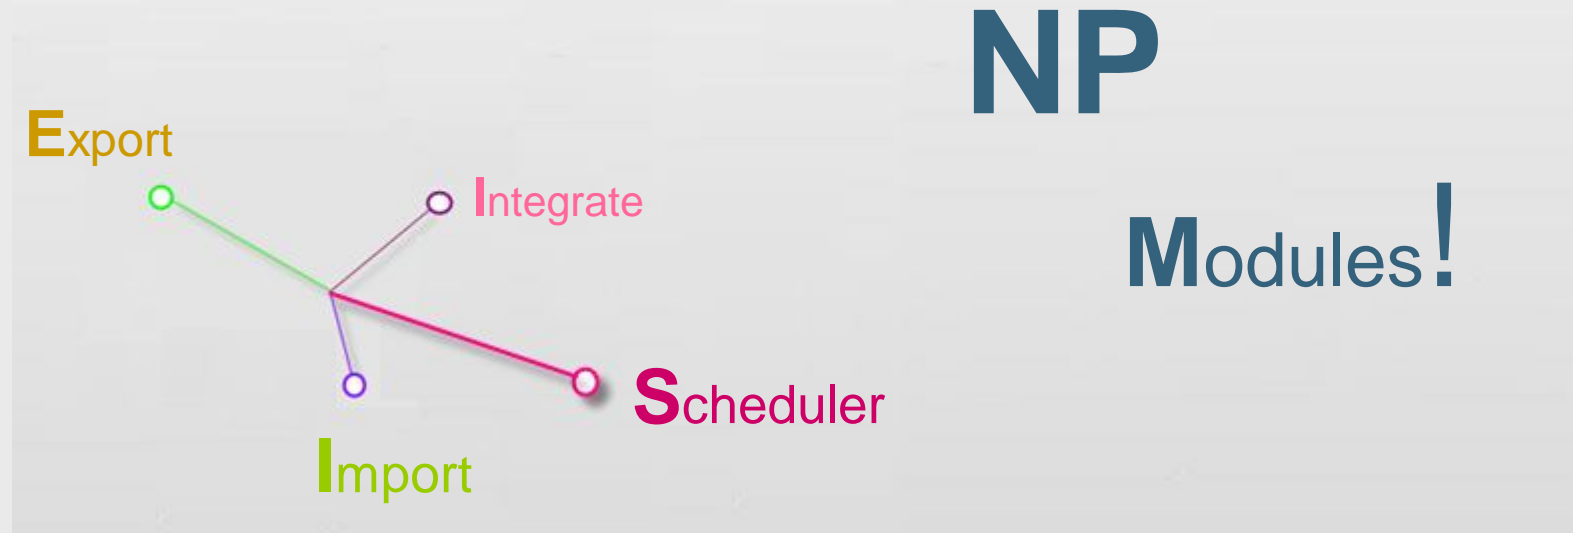 NP
Modules!
Export
Integrate
Scheduler
Import